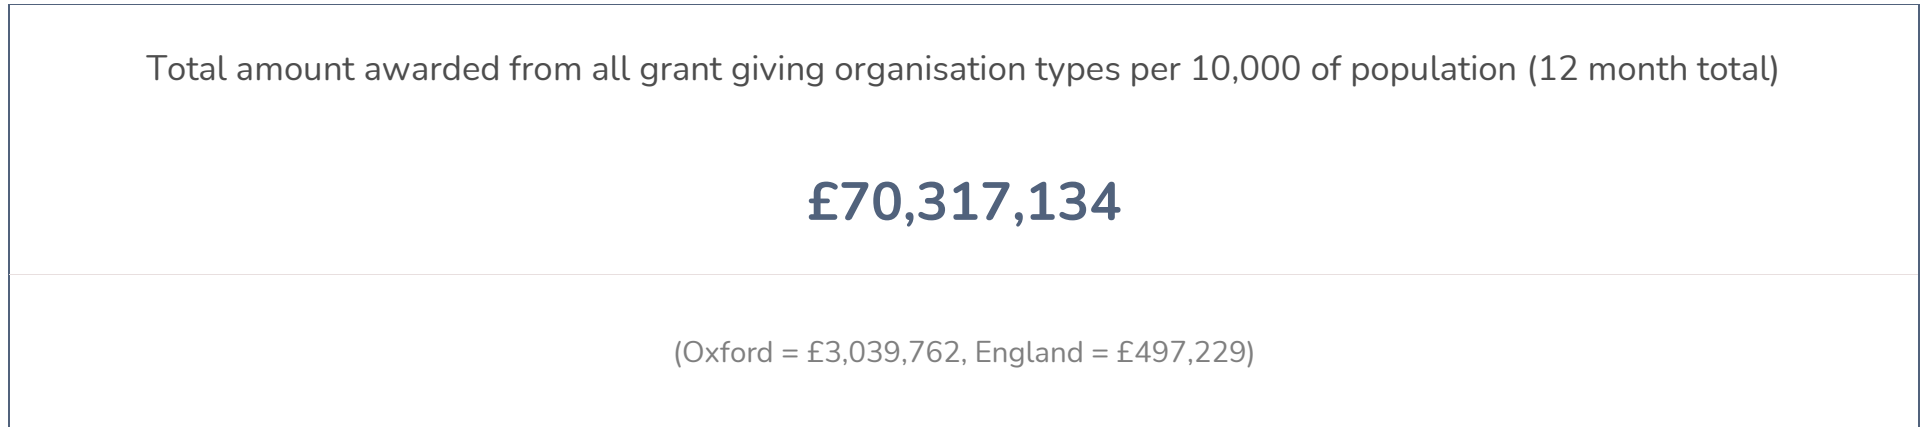 Total amount awarded from all grant giving organisation types per 10,000 of population (12 month total)
£70,317,134
(Oxford = £3,039,762, England = £497,229)